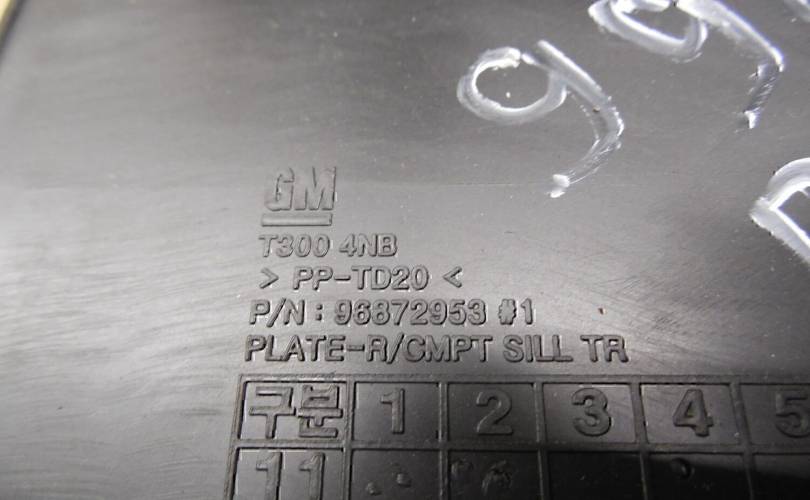 99
GM
T300 4NB
> PP-TD20 <
P/N : 96872953 #1
PLATE-R/CMPT SILL TR
구분 1 2 3 4 5
11